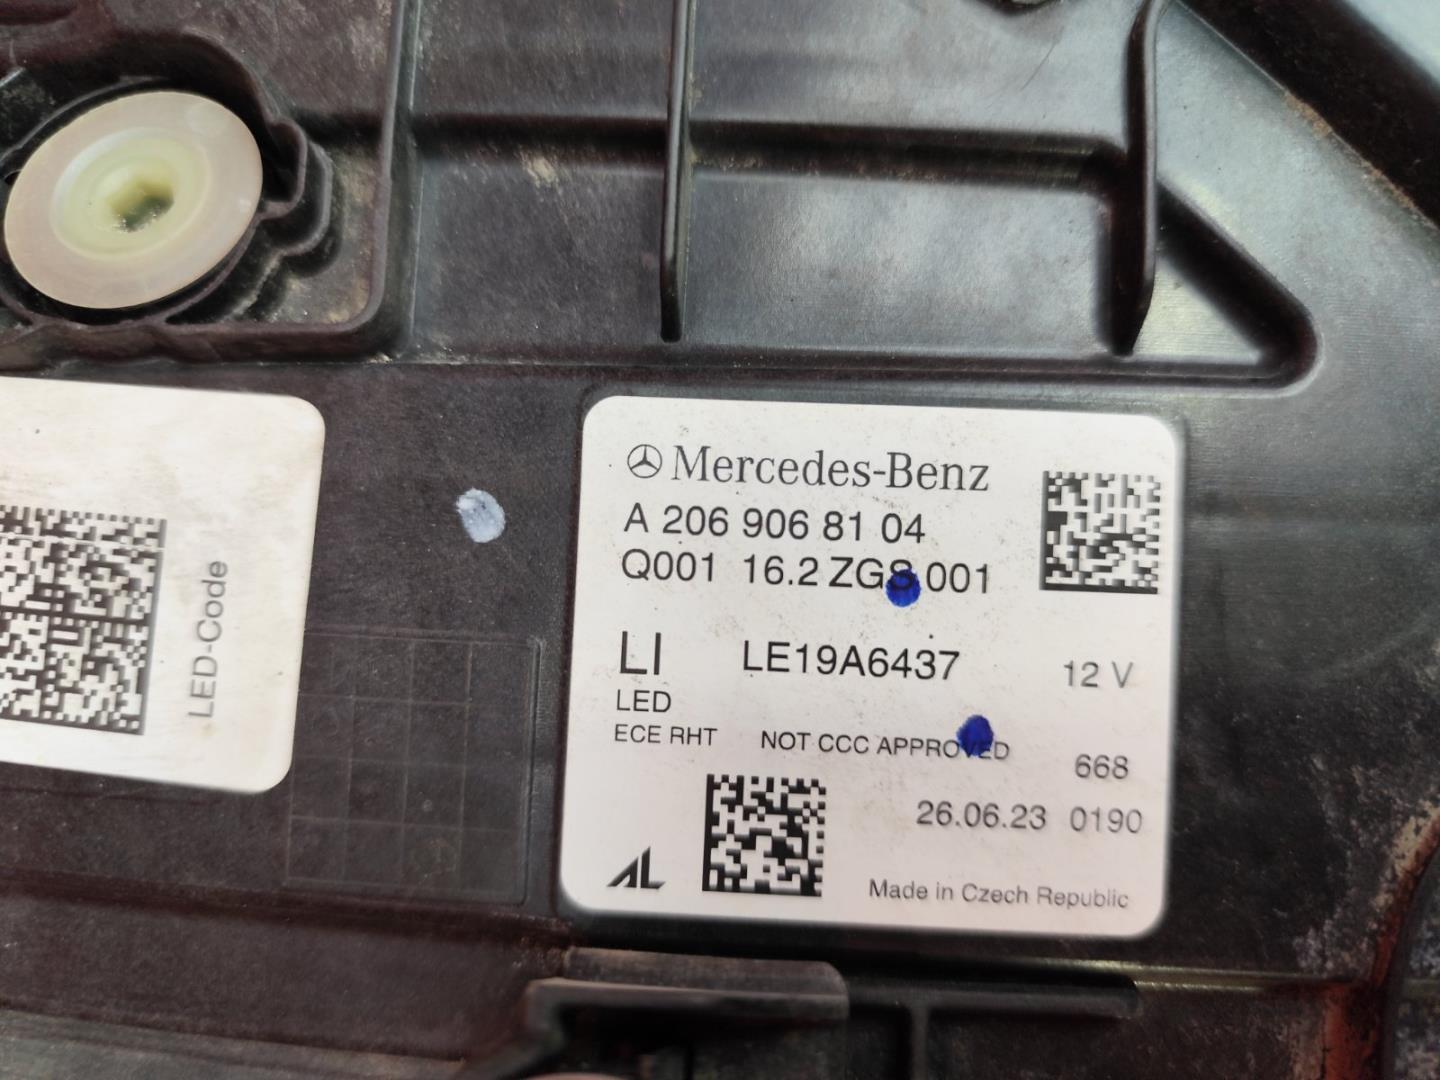 Mercedes-Benz
A 206 906 81 04
Q001 16.2 ZGS 001
LI LE19A6437 12 V
LED
ECE RHT NOT CCC APPROVED 668
26.06.23 0190
AL
Made in Czech Republic
LED-Code